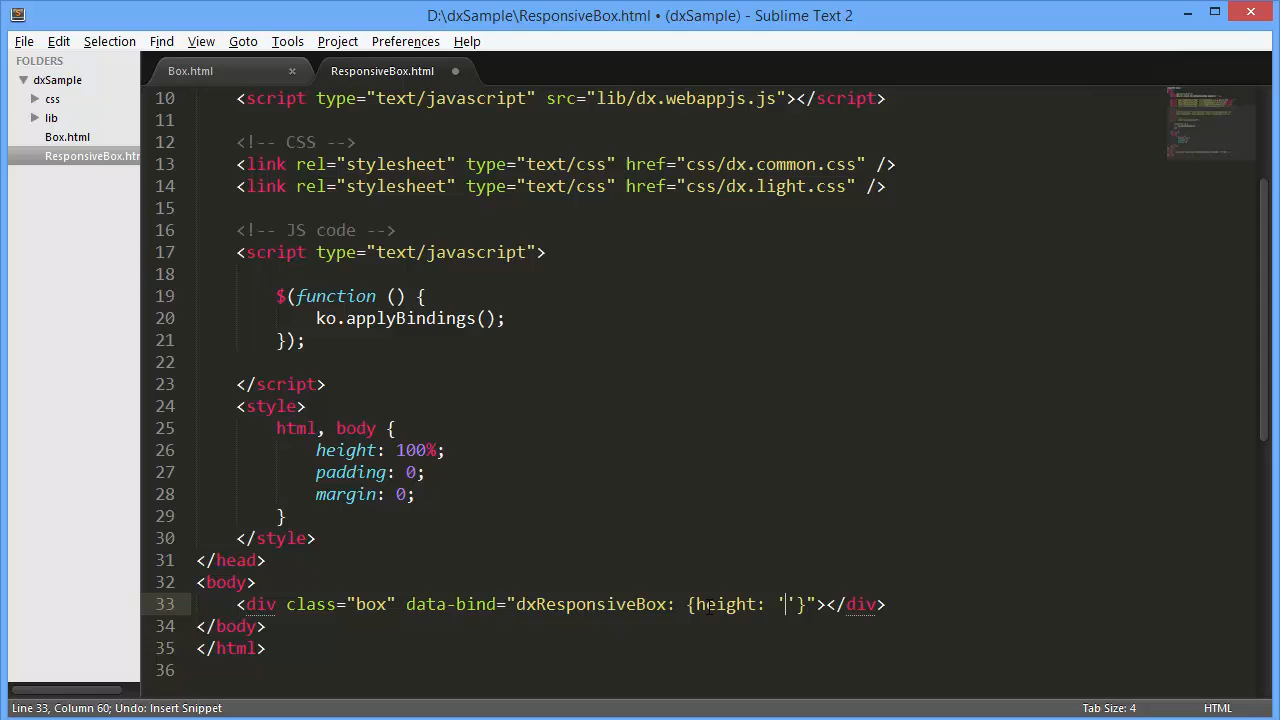 D:\dxSample\ResponsiveBox.html • (dxSample) - Sublime Text 2
File Edit Selection Find View Goto Tools Project Preferences Help
FOLDERS
dxSample
css
lib
Box.html
ResponsiveBox.htr
Box.html × ResponsiveBox.html
10 <script type="text/javascript" src="lib/dx.webappjs.js"></script>
11
12 <!-- CSS -->
13 <link rel="stylesheet" type="text/css" href="css/dx.common.css" />
14 <link rel="stylesheet" type="text/css" href="css/dx.light.css" />
15
16 <!-- JS code -->
17 <script type="text/javascript">
18
19 $(function () {
20 ko.applyBindings();
21 });
22
23 </script>
24 <style>
25 html, body {
26 height: 100%;
27 padding: 0;
28 margin: 0;
29 }
30 </style>
31 </head>
32 <body>
33 <div class="box" data-bind="dxResponsiveBox: {height: ''}"></div>
34 </body>
35 </html>
36
Line 33, Column 60; Undo: Insert Snippet
Tab Size: 4
HTML